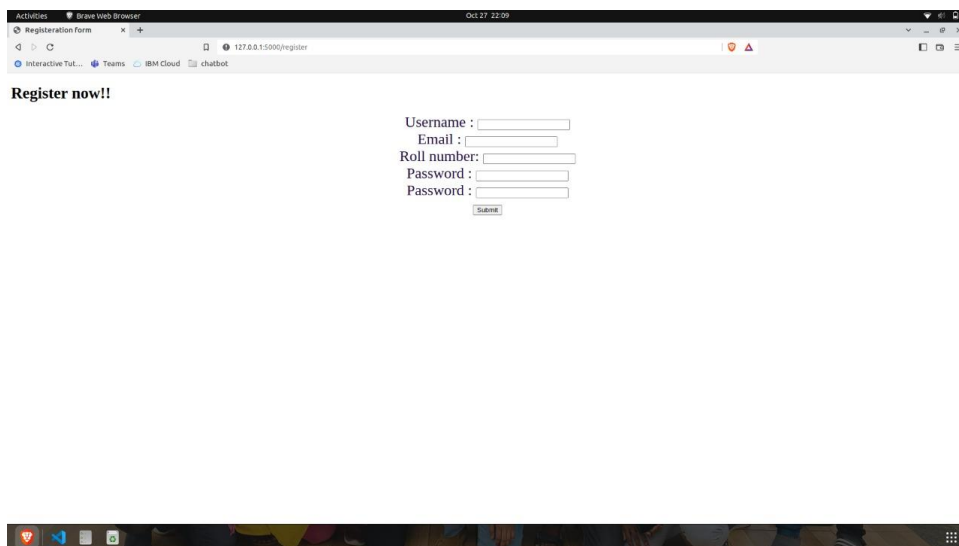 Activities Brave Web Browser Oct 27 22:09
Registeration form
127.0.0.1:5000/register
Interactive Tut... Teams IBM Cloud chatbot
Register now!!
Username :
Email :
Roll number:
Password :
Password :
Submit